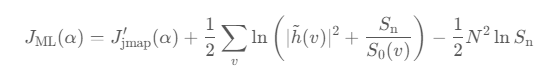 $J_{\mathrm{ML}}(\alpha) = J'_{\mathrm{jmap}}(\alpha) + \frac{1}{2} \sum_{v} \ln \left( |\tilde{h}(v)|^2 + \frac{S_{\mathrm{n}}}{S_0(v)} \right) - \frac{1}{2} N^2 \ln S_{\mathrm{n}}$